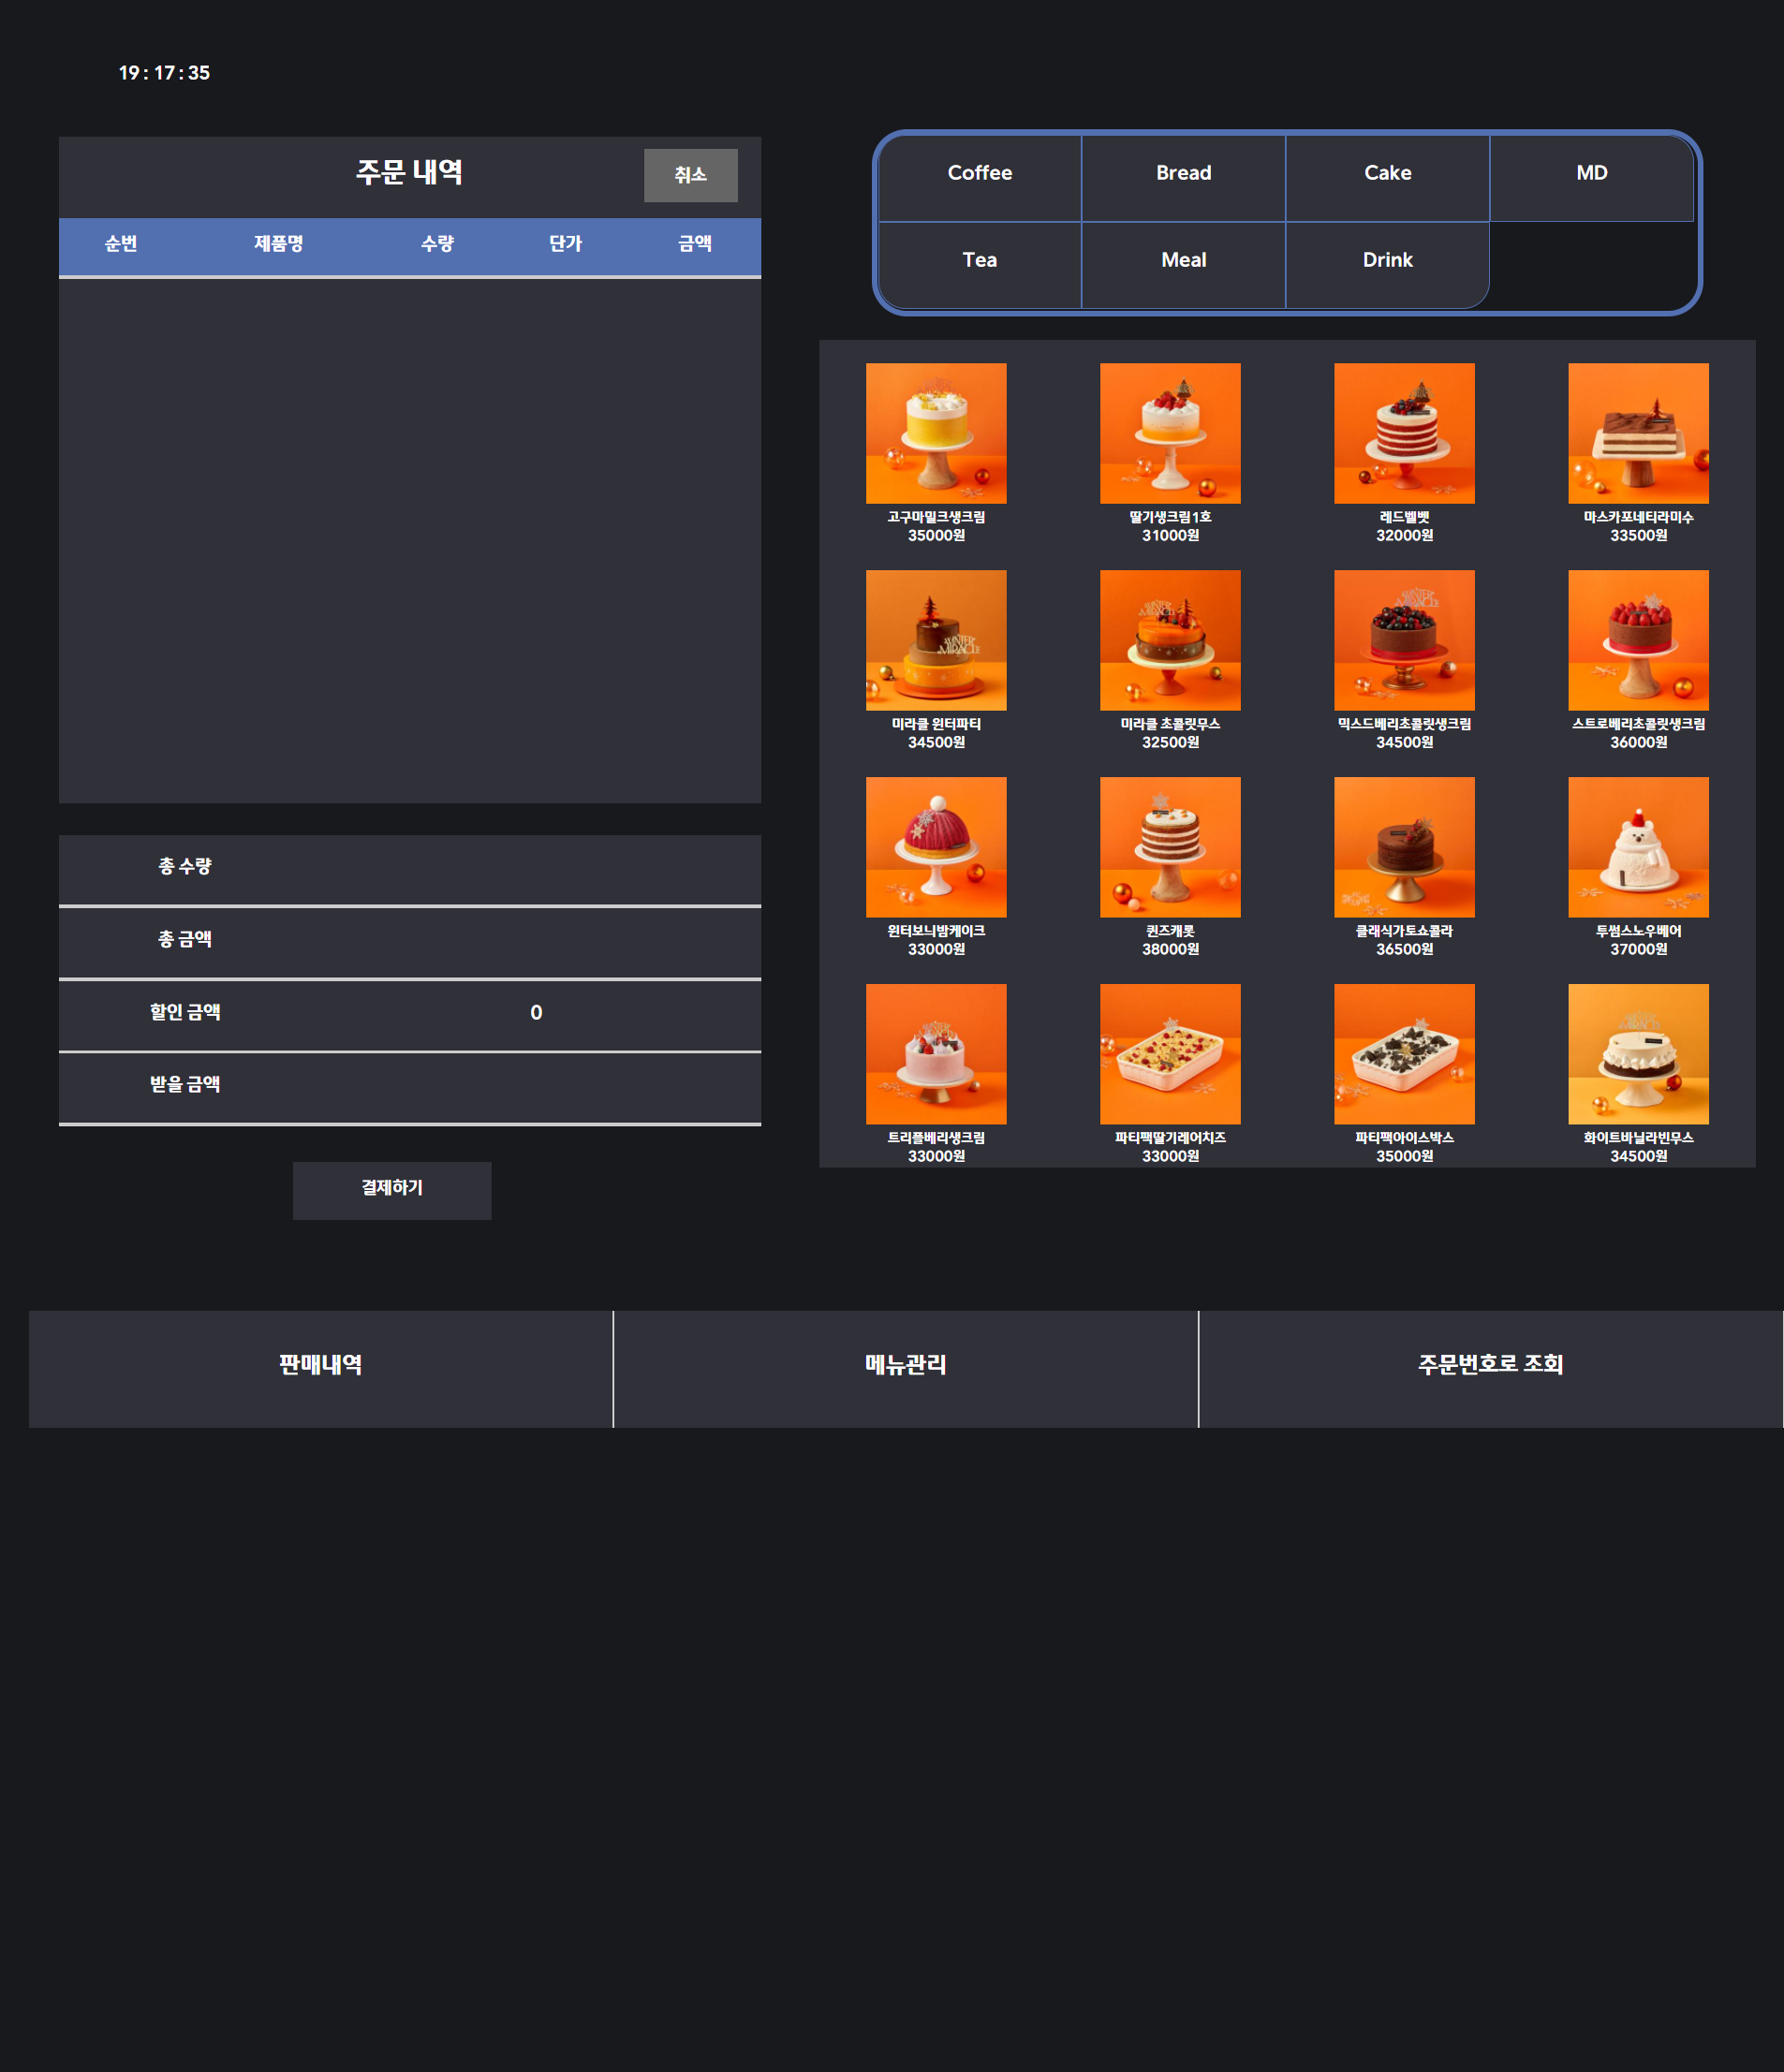 19 : 17 : 35
주문 내역
취소
순번 제품명 수량 단가 금액
총 수량
총 금액
할인 금액 0
받을 금액
결제하기
Coffee Bread Cake MD
Tea Meal Drink
고구마밀크생크림 딸기생크림1호 레드벨벳 마스카포네티라미수
35000원 31000원 32000원 33500원
WINTER MIRACLE WINTER MIRACLE WINTER MIRACLE
미라클 윈터파티 미라클 초콜릿무스 믹스드베리초콜릿생크림 스트로베리초콜릿생크림
34500원 32500원 34500원 36000원
윈터보늬밤케이크 퀸즈캐롯 클래식가토쇼콜라 투썸스노우베어
33000원 38000원 36500원 37000원
트리플베리생크림 파티팩딸기레어치즈 파티팩아이스박스 화이트바닐라빈무스
33000원 33000원 35000원 34500원
판매내역 메뉴관리 주문번호로 조회